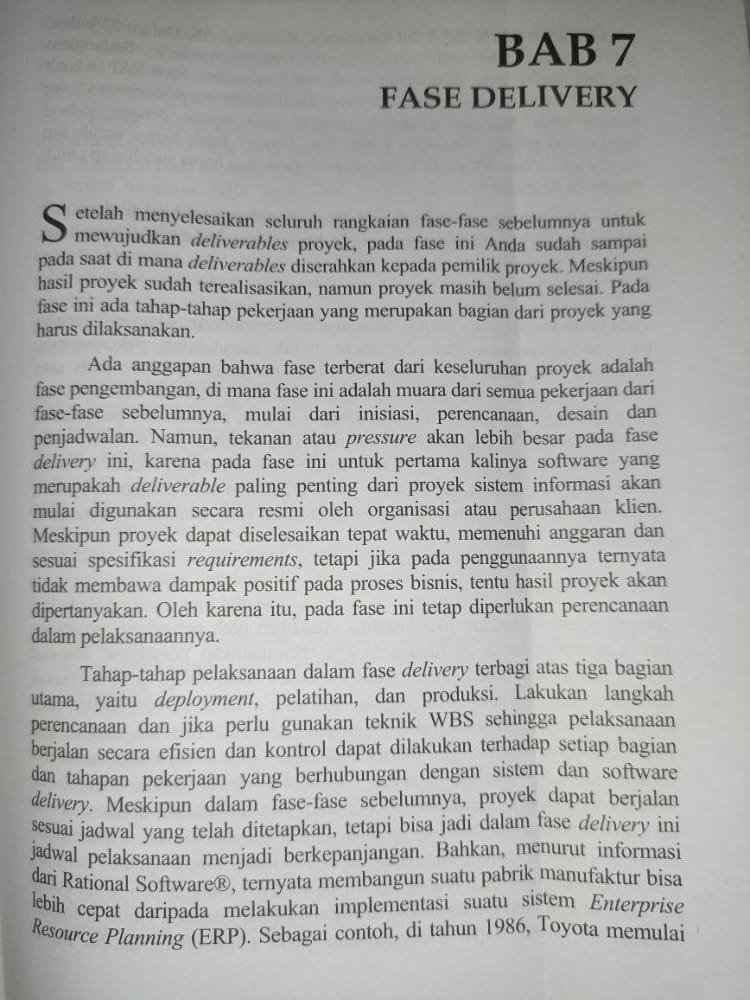 BAB 7
FASE DELIVERY
Setelah menyelesaikan seluruh rangkaian fase-fase sebelumnya untuk
mewujudkan deliverables proyek, pada fase ini Anda sudah sampai
pada saat di mana deliverables diserahkan kepada pemilik proyek. Meskipun
hasil proyek sudah terealisasikan, namun proyek masih belum selesai. Pada
fase ini ada tahap-tahap pekerjaan yang merupakan bagian dari proyek yang
harus dilaksanakan.
Ada anggapan bahwa fase terberat dari keseluruhan proyek adalah
fase pengembangan, di mana fase ini adalah muara dari semua pekerjaan dari
fase-fase sebelumnya, mulai dari inisiasi, perencanaan, desain dan
penjadwalan. Namun, tekanan atau pressure akan lebih besar pada fase
delivery ini, karena pada fase ini untuk pertama kalinya software yang
merupakah deliverable paling penting dari proyek sistem informasi akan
mulai digunakan secara resmi oleh organisasi atau perusahaan klien.
Meskipun proyek dapat diselesaikan tepat waktu, memenuhi anggaran dan
sesuai spesifikasi requirements, tetapi jika pada penggunaannya ternyata
tidak membawa dampak positif pada proses bisnis, tentu hasil proyek akan
dipertanyakan. Oleh karena itu, pada fase ini tetap diperlukan perencanaan
dalam pelaksanaannya.
Tahap-tahap pelaksanaan dalam fase delivery terbagi atas tiga bagian
utama, yaitu deployment, pelatihan, dan produksi. Lakukan langkah
perencanaan dan jika perlu gunakan teknik WBS sehingga pelaksanaan
berjalan secara efisien dan kontrol dapat dilakukan terhadap setiap bagian
dan tahapan pekerjaan yang berhubungan dengan sistem dan software
delivery. Meskipun dalam fase-fase sebelumnya, proyek dapat berjalan
sesuai jadwal yang telah ditetapkan, tetapi bisa jadi dalam fase delivery ini
jadwal pelaksanaan menjadi berkepanjangan. Bahkan, menurut informasi
dari Rational Software®, ternyata membangun suatu pabrik manufaktur bisa
lebih cepat daripada melakukan implementasi suatu sistem Enterprise
Resource Planning (ERP). Sebagai contoh, di tahun 1986, Toyota memulai